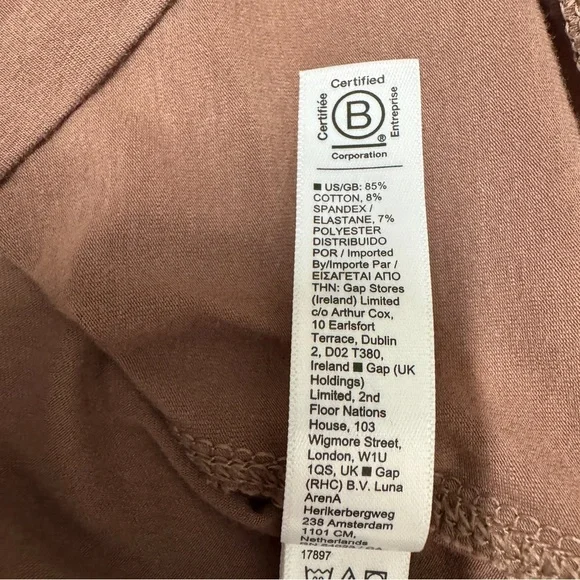 Certified
Certifiée
B
®
Entreprise
Corporation
■ US/GB: 85%
COTTON, 8%
SPANDEX /
ELASTANE, 7%
POLYESTER
DISTRIBUIDO
POR / Imported
By/Importe Par /
ΕΙΣΑΓΕΤΑΙ ΑΠΟ
ΤΗΝ: Gap Stores
(Ireland) Limited
c/o Arthur Cox,
10 Earlsfort
Terrace, Dublin
2, D02 T380,
Ireland ■ Gap (UK
Holdings)
Limited, 2nd
Floor Nations
House, 103
Wigmore Street,
London, W1U
1QS, UK ■ Gap
(RHC) B.V. Luna
ArenA
Herikerbergweg
238 Amsterdam
1101 CM,
Netherlands
17897